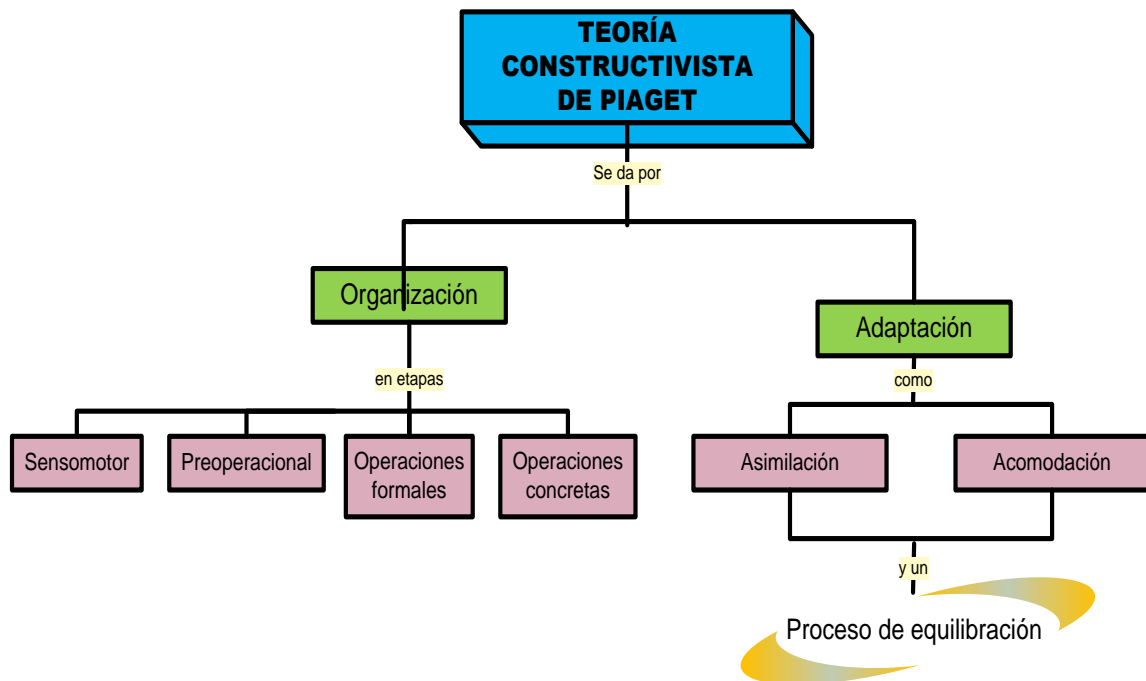 TEORÍA
CONSTRUCTIVISTA
DE PIAGET
Se da por
Organización
Adaptación
en etapas
como
Sensomotor
Preoperacional
Operaciones
formales
Operaciones
concretas
Asimilación
Acomodación
y un
Proceso de equilibración